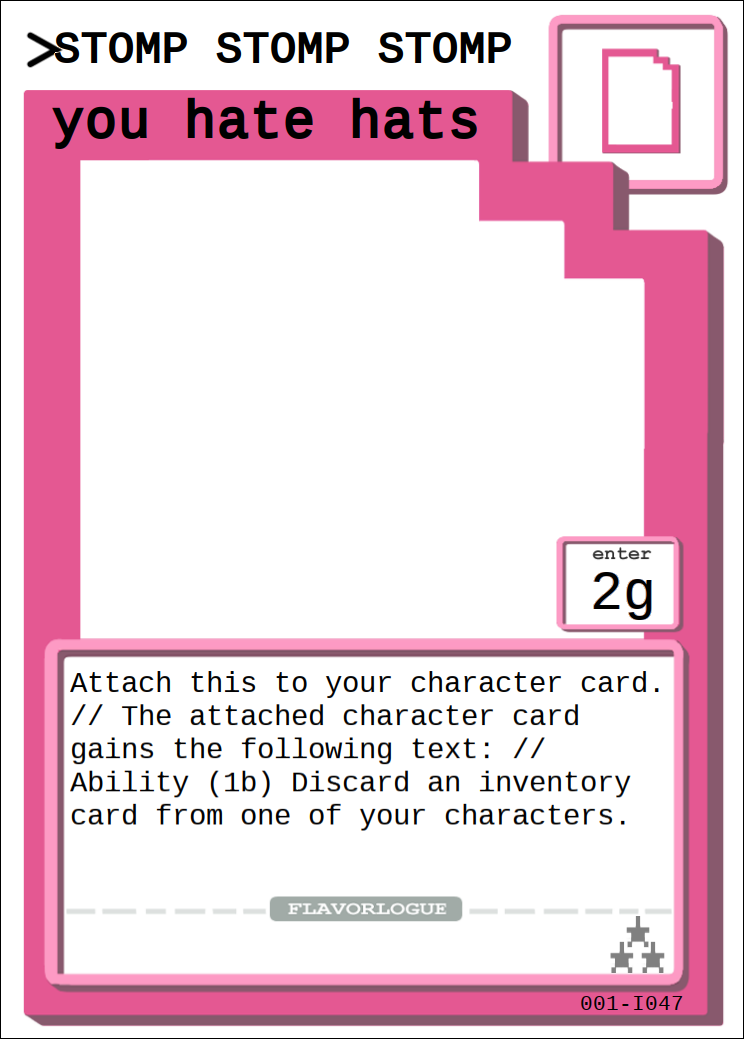 >STOMP STOMP STOMP
you hate hats
enter
2g
Attach this to your character card.
// The attached character card
gains the following text: //
Ability (1b) Discard an inventory
card from one of your characters.
FLAVORLOGUE
001-I047